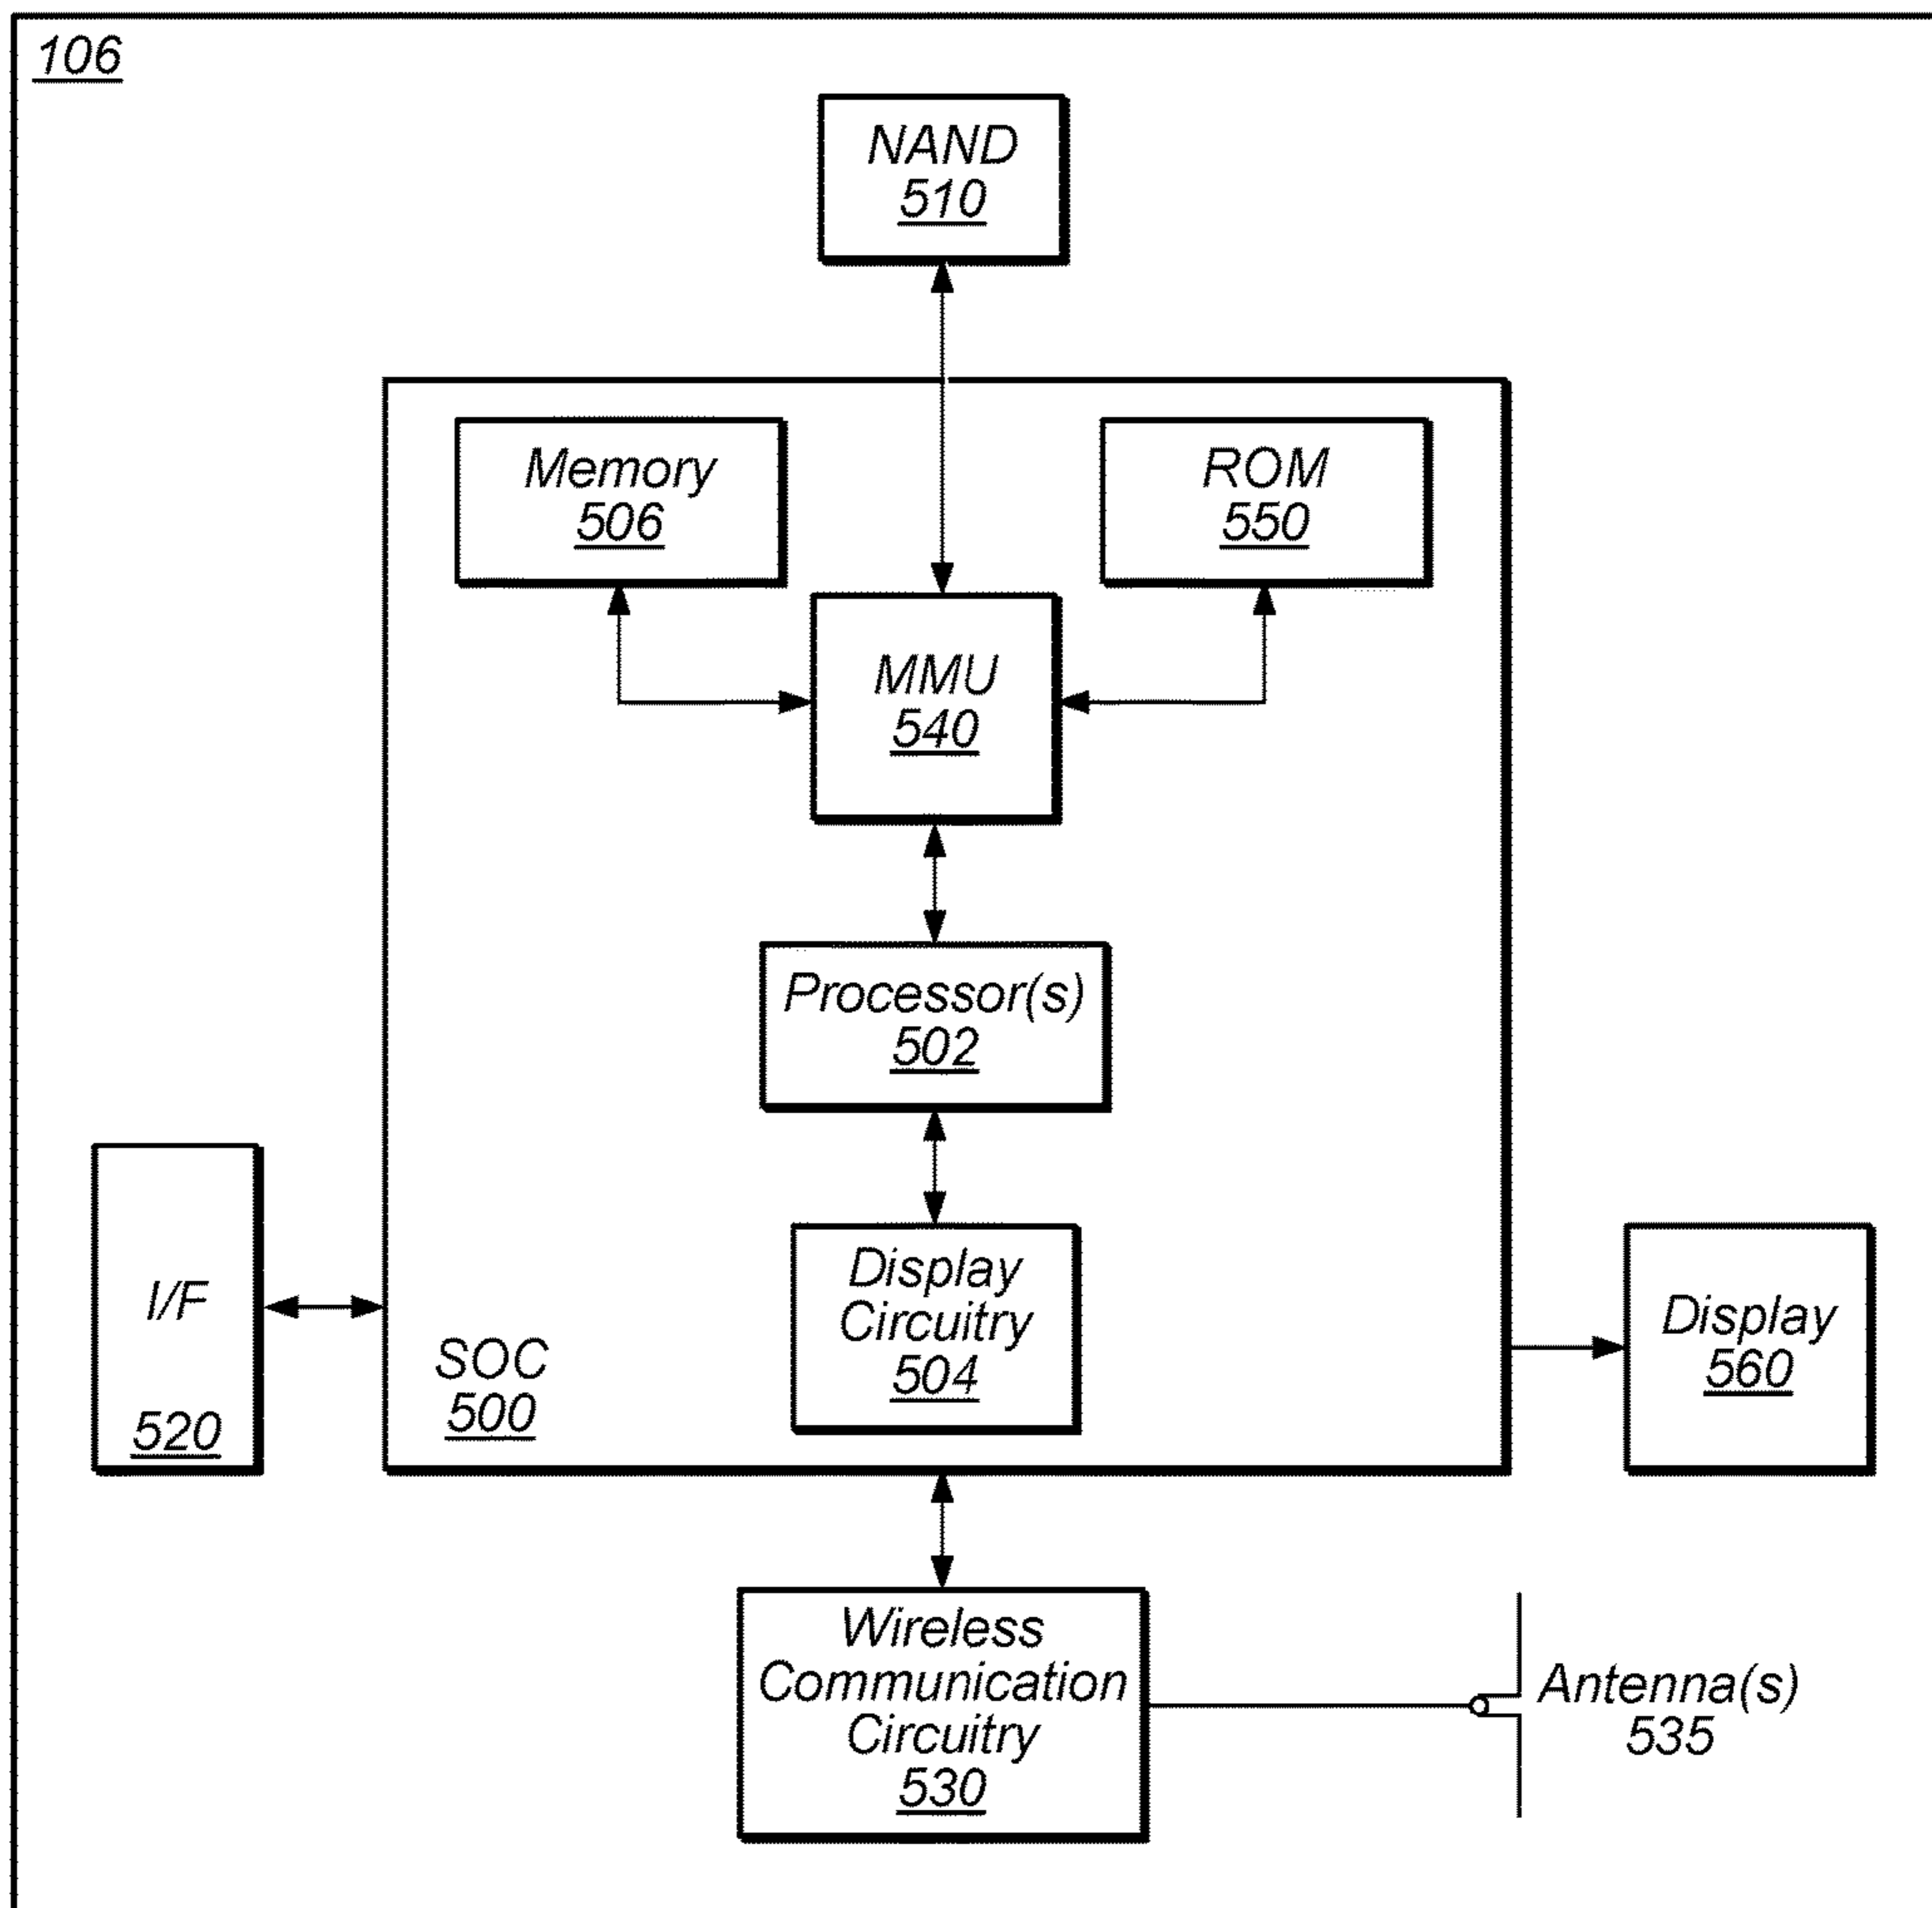 106
NAND
510
Memory
506
ROM
550
MMU
540
Processor(s)
502
Display
Circuitry
504
SOC
500
I/F
520
Display
560
Wireless
Communication
Circuitry
530
Antenna(s)
535